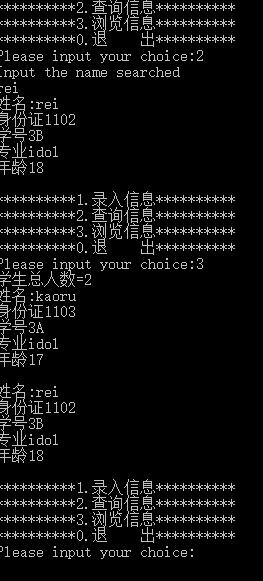 *********2.查询信息**********
*********3.浏览信息**********
*********0.退    出**********
Please input your choice:2
Input the name searched
rei
姓名:rei
身份证1102
学号3B
专业idol
年龄18
*********1.录入信息**********
*********2.查询信息**********
*********3.浏览信息**********
*********0.退    出**********
Please input your choice:3
学生总人数=2
姓名:kaoru
身份证1103
学号3A
专业idol
年龄17
姓名:rei
身份证1102
学号3B
专业idol
年龄18
*********1.录入信息**********
*********2.查询信息**********
*********3.浏览信息**********
*********0.退    出**********
Please input your choice: